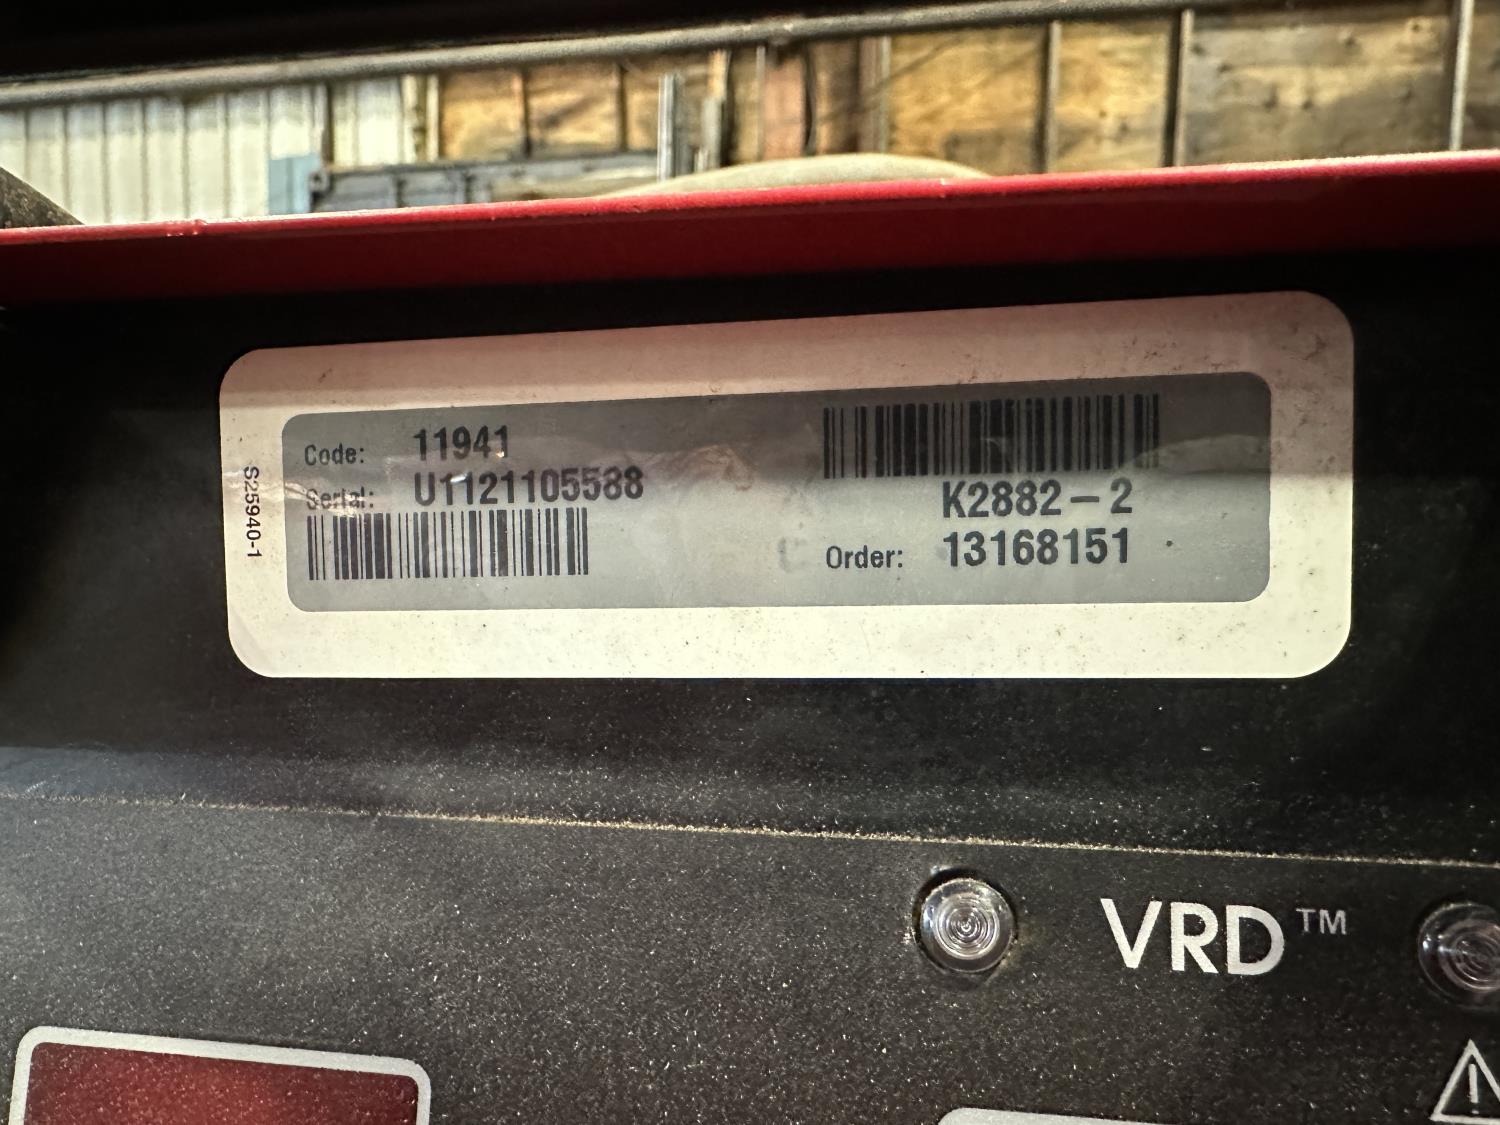 S25940-1
Code: 11941
Serial: U1121105588
K2882-2
Order: 13168151
VRD™